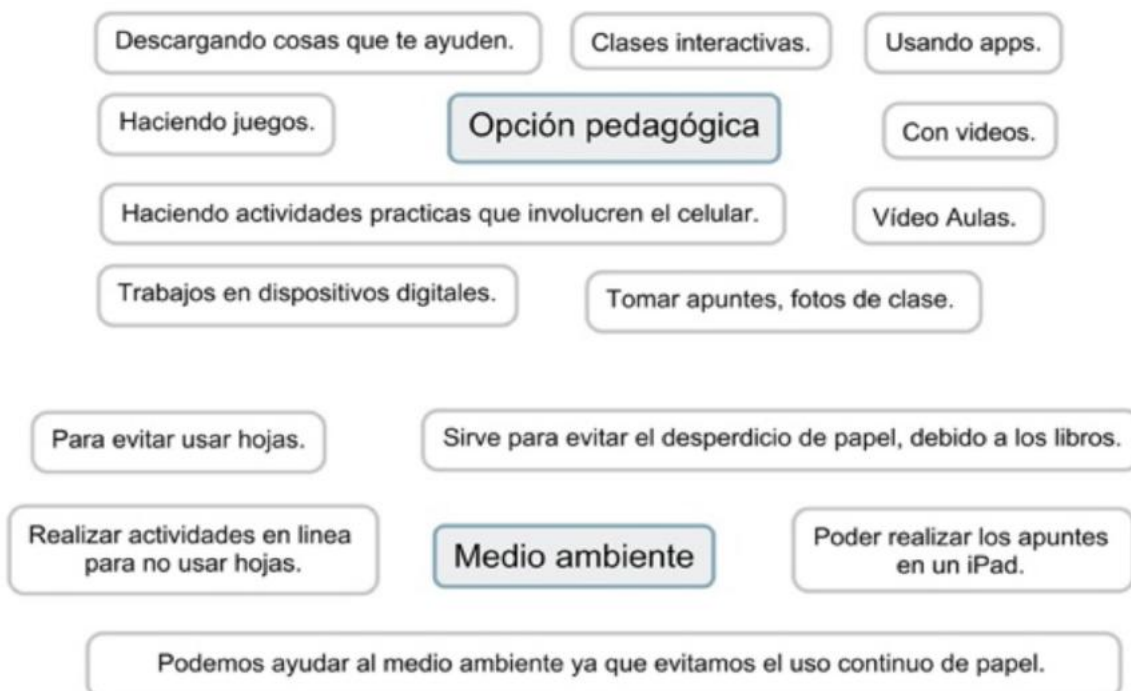 Descargando cosas que te ayuden.
Clases interactivas.
Usando apps.
Haciendo juegos.
Opción pedagógica
Con videos.
Haciendo actividades practicas que involucren el celular.
Vídeo Aulas.
Trabajos en dispositivos digitales.
Tomar apuntes, fotos de clase.
Para evitar usar hojas.
Sirve para evitar el desperdicio de papel, debido a los libros.
Realizar actividades en linea
para no usar hojas.
Medio ambiente
Poder realizar los apuntes
en un iPad.
Podemos ayudar al medio ambiente ya que evitamos el uso continuo de papel.